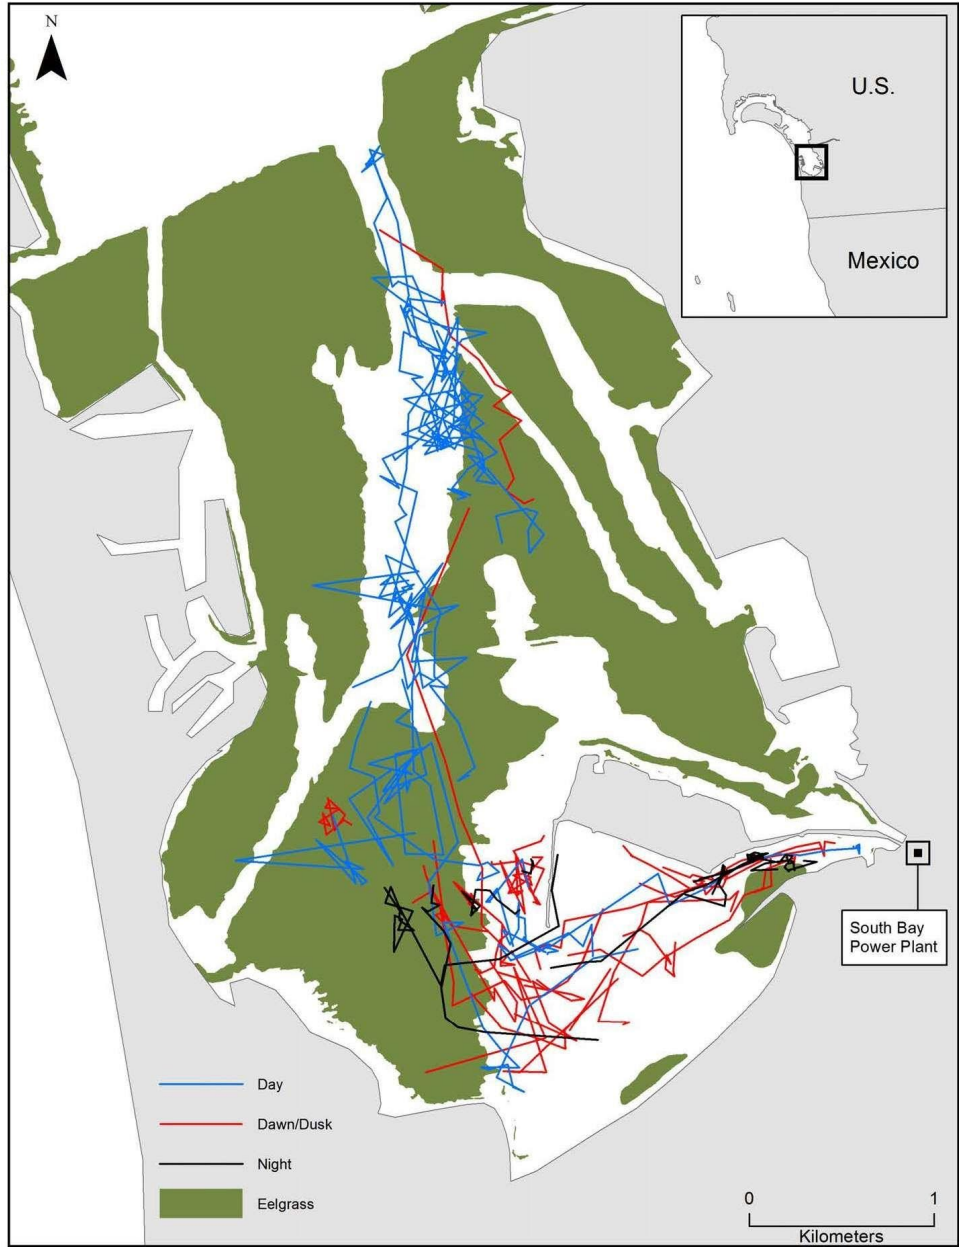 N
U.S.
Mexico
South Bay
Power Plant
Day
Dawn/Dusk
Night
Eelgrass
0 1
Kilometers